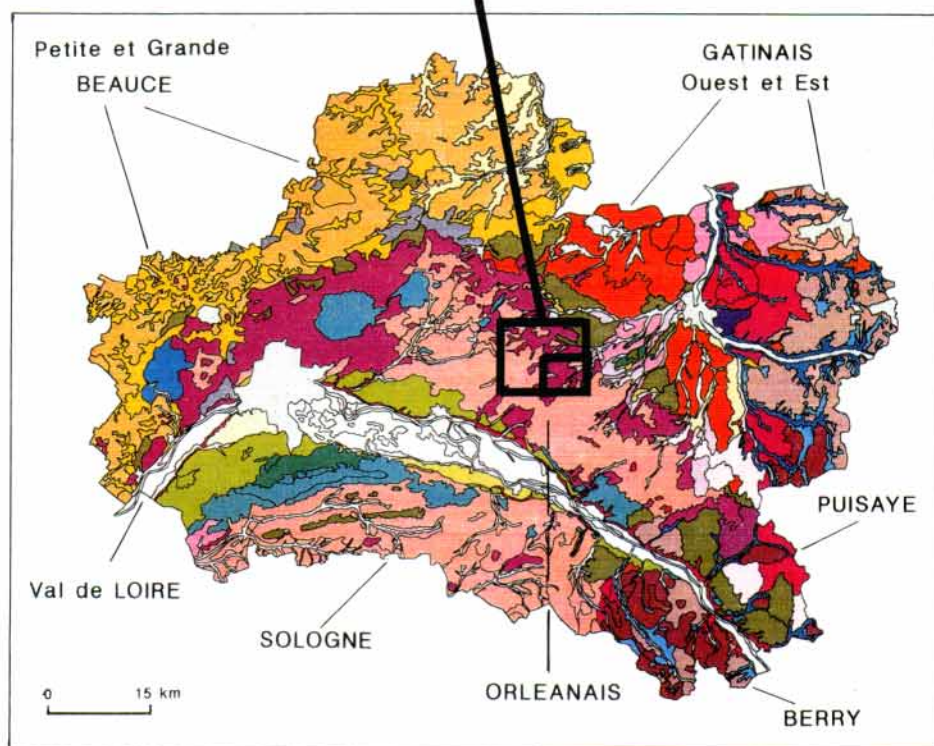 Petite et Grande
BEAUCE
GATINAIS
Ouest et Est
PUISAYE
Val de LOIRE
SOLOGNE
ORLEANAIS
BERRY
0 15 km